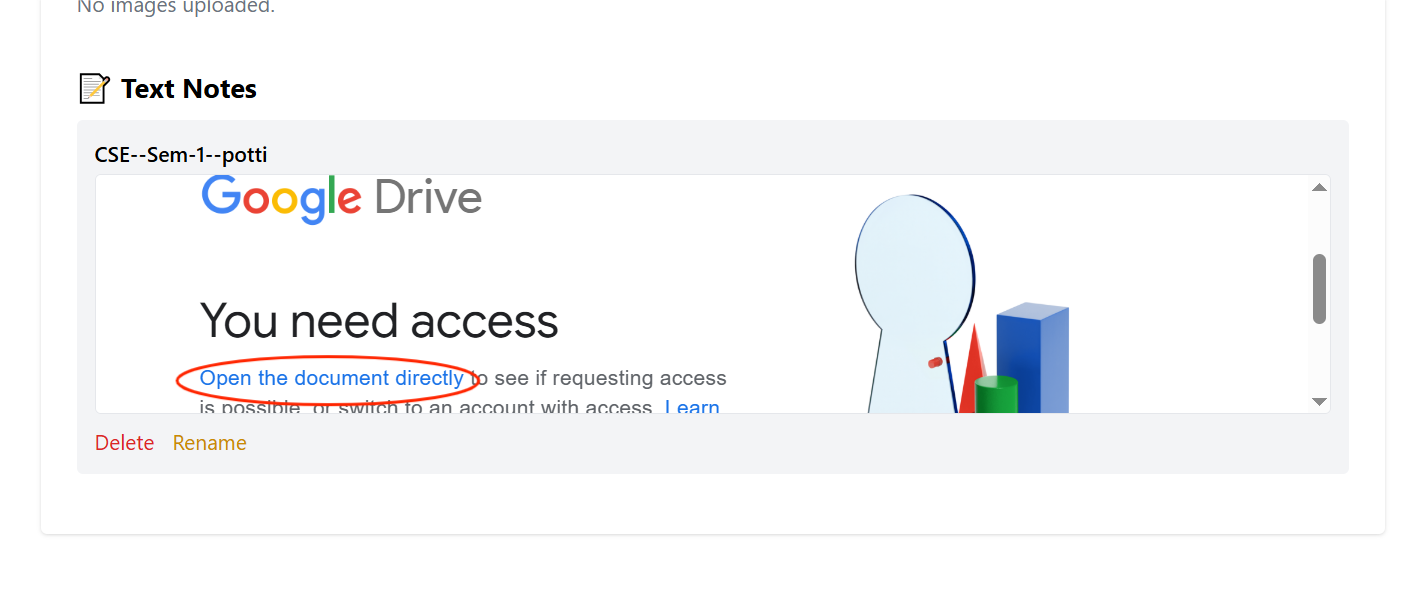 No images uploaded.
📝 Text Notes
CSE--Sem-1--potti
Google Drive
You need access
Open the document directly to see if requesting access
is possible, or switch to an account with access. Learn
Delete Rename